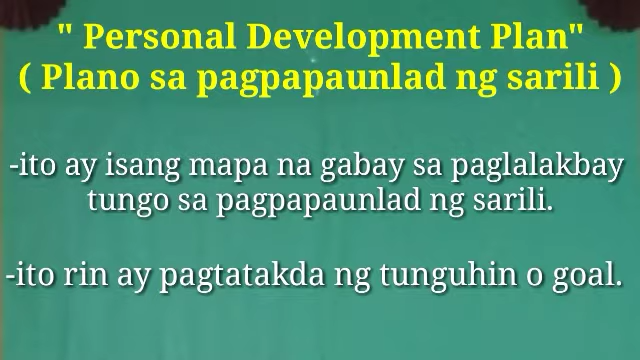 " Personal Development Plan"
( Plano sa pagpapaunlad ng sarili )
-ito ay isang mapa na gabay sa paglalakbay
tungo sa pagpapaunlad ng sarili.
-ito rin ay pagtatakda ng tunguhin o goal.